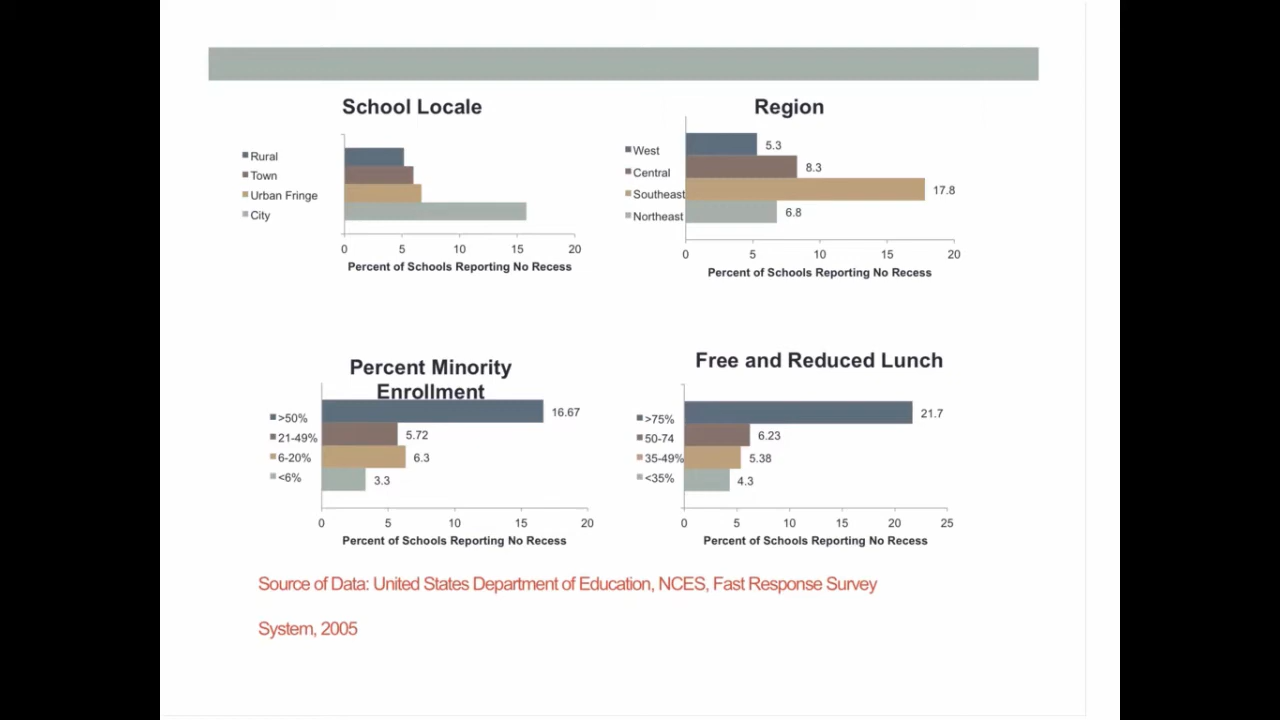 School Locale
Rural
Town
Urban Fringe
City
0 5 10 15 20
Percent of Schools Reporting No Recess
Region
West
Central
Southeast
Northeast
5.3
8.3
17.8
6.8
0 5 10 15 20
Percent of Schools Reporting No Recess
Percent Minority
Enrollment
>50%
21-49%
6-20%
<6%
16.67
5.72
6.3
3.3
0 5 10 15 20
Percent of Schools Reporting No Recess
Free and Reduced Lunch
>75%
50-74
35-49%
<35%
21.7
6.23
5.38
4.3
0 5 10 15 20 25
Percent of Schools Reporting No Recess
Source of Data: United States Department of Education, NCES, Fast Response Survey
System, 2005